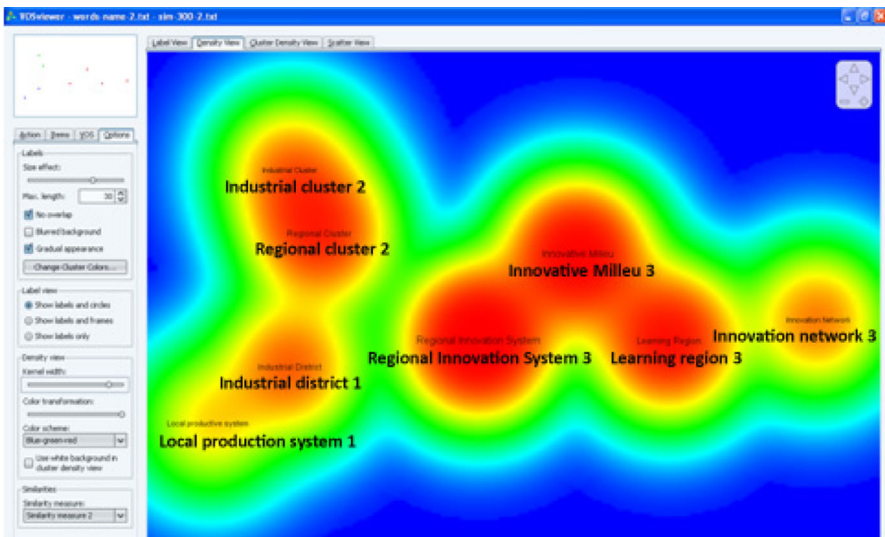 VOSviewer - words-name-2.txt - sim-300-2.txt
Label View Density View Cluster Density View Scatter View
Action Items VOS Options
Labels
Size effect:
Max. length: 30
No overlap
Blurred background
Gradual appearance
Change Cluster Colors...
Label view
Show labels and circles
Show labels and frames
Show labels only
Density view
Kernel width:
Color transformation:
Color scheme:
Blue-green-red
Use white background in
cluster density view
Similarities
Similarity measure:
Similarity measure 2
Industrial Cluster
Industrial cluster 2
Regional Cluster
Regional cluster 2
Innovative Milieu
Innovative Milleu 3
Innovation Network
Innovation network 3
Regional Innovation System
Regional Innovation System 3
Learning Region
Learning region 3
Industrial District
Industrial district 1
Local productive system
Local production system 1